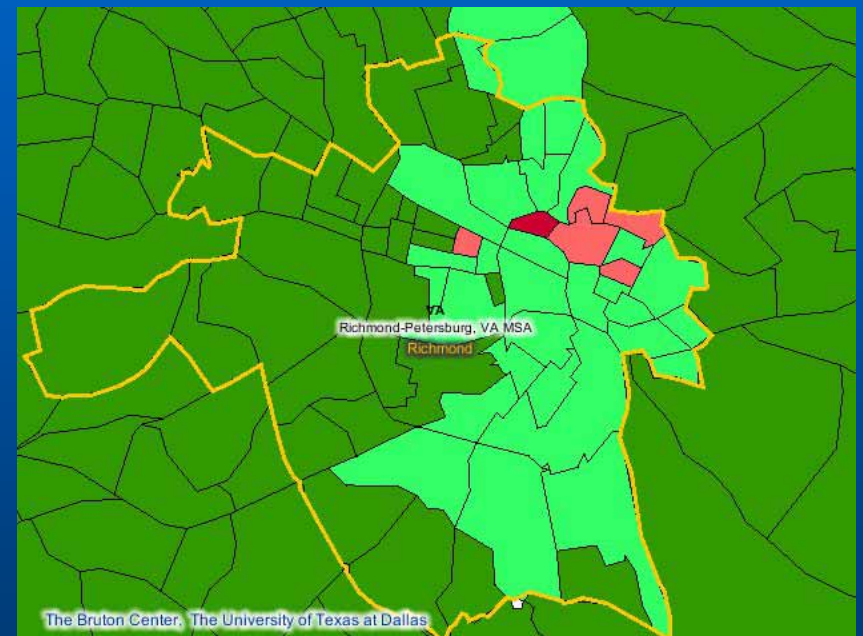 VA
Richmond-Petersburg, VA MSA
Richmond
The Bruton Center, The University of Texas at Dallas